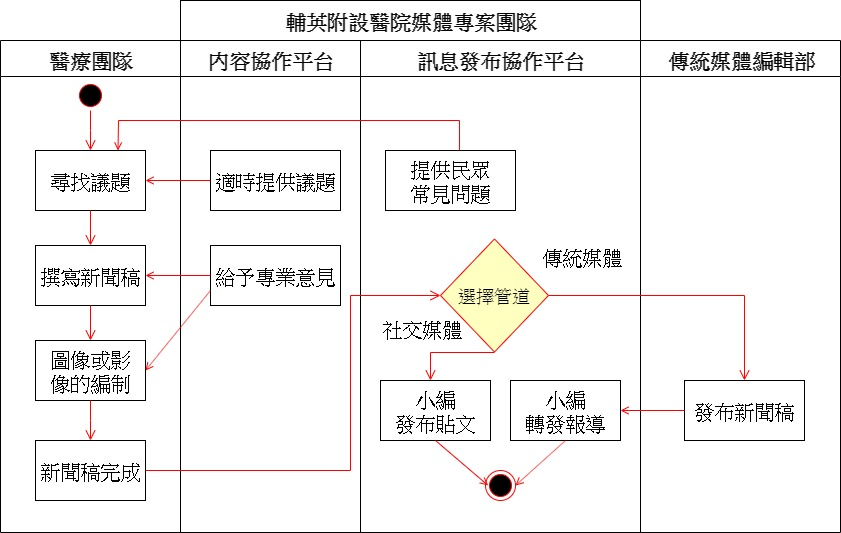 輔英附設醫院媒體專案團隊
醫療團隊
內容協作平台
訊息發布協作平台
傳統媒體編輯部
尋找議題
適時提供議題
提供民眾
常見問題
撰寫新聞稿
給予專業意見
選擇管道
傳統媒體
社交媒體
圖像或影
像的編制
小編
發布貼文
小編
轉發報導
發布新聞稿
新聞稿完成